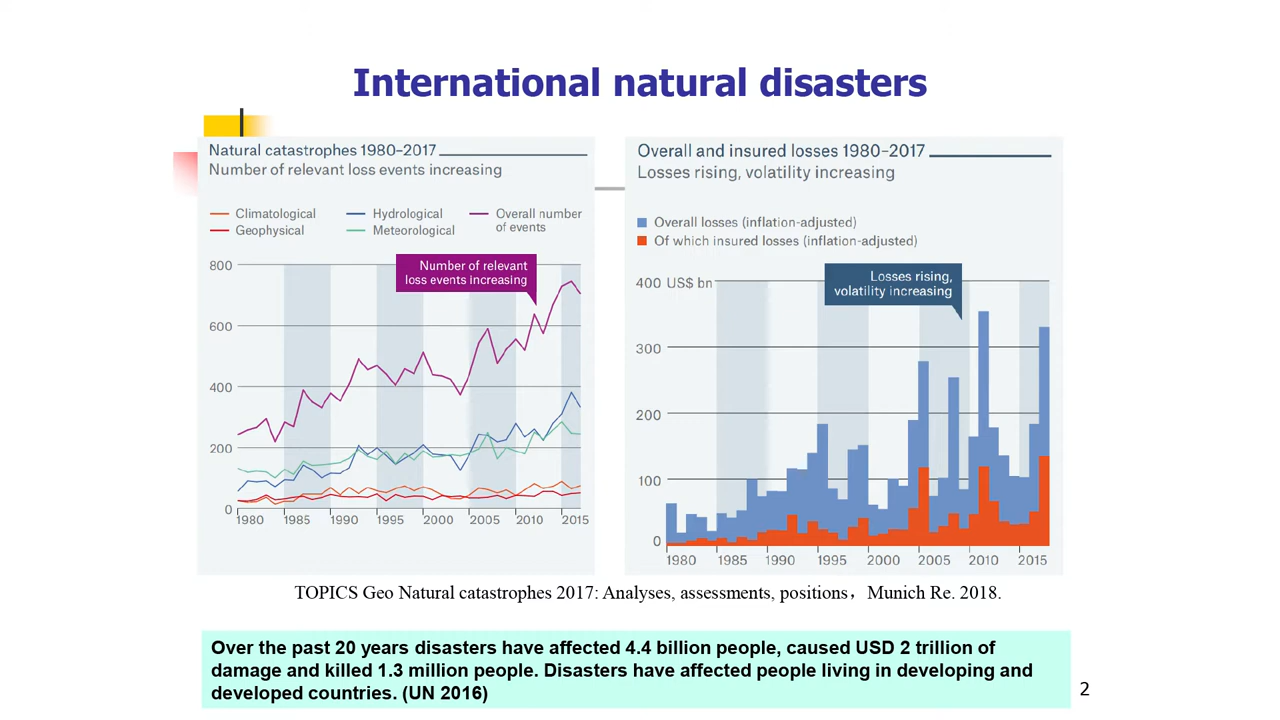 International natural disasters
Natural catastrophes 1980–2017
Number of relevant loss events increasing
Climatological
Hydrological
Overall number
of events
Geophysical
Meteorological
Number of relevant
loss events increasing
800
600
400
200
0
1980
1985
1990
1995
2000
2005
2010
2015
Overall and insured losses 1980–2017
Losses rising, volatility increasing
Overall losses (inflation-adjusted)
Of which insured losses (inflation-adjusted)
Losses rising,
volatility increasing
400 US$ bn
300
200
100
0
1980
1985
1990
1995
2000
2005
2010
2015
TOPICS Geo Natural catastrophes 2017: Analyses, assessments, positions，Munich Re. 2018.
Over the past 20 years disasters have affected 4.4 billion people, caused USD 2 trillion of
damage and killed 1.3 million people. Disasters have affected people living in developing and
developed countries. (UN 2016)
2